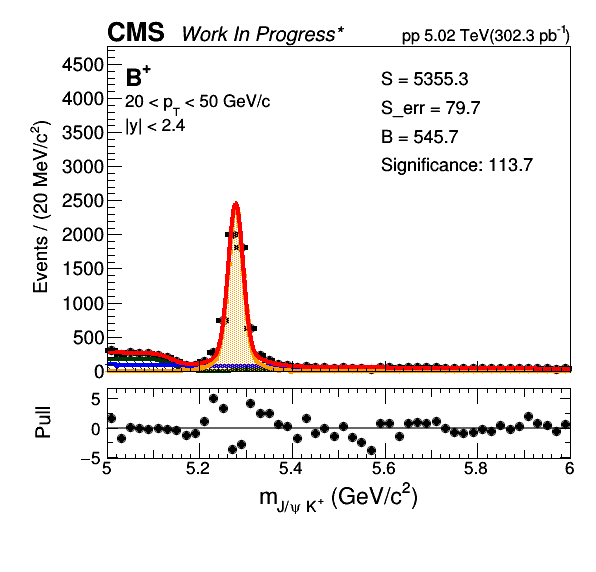 CMS Work In Progress* pp 5.02 TeV(302.3 pb⁻¹)
B⁺
20 < p_T < 50 GeV/c
|y| < 2.4
S = 5355.3
S_err = 79.7
B = 545.7
Significance: 113.7
Events / (20 MeV/c²)
4500
4000
3500
3000
2500
2000
1500
1000
500
0
Pull
5
0
−5
5 5.2 5.4 5.6 5.8 6
m_{J/ψ K⁺} (GeV/c²)